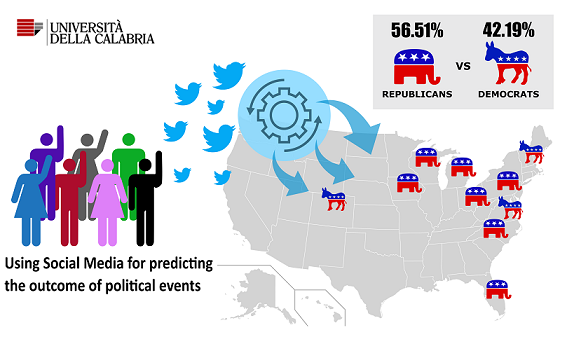 UNIVERSITÀ
DELLA CALABRIA
56.51% 42.19%
VS
REPUBLICANS DEMOCRATS
Using Social Media for predicting
the outcome of political events